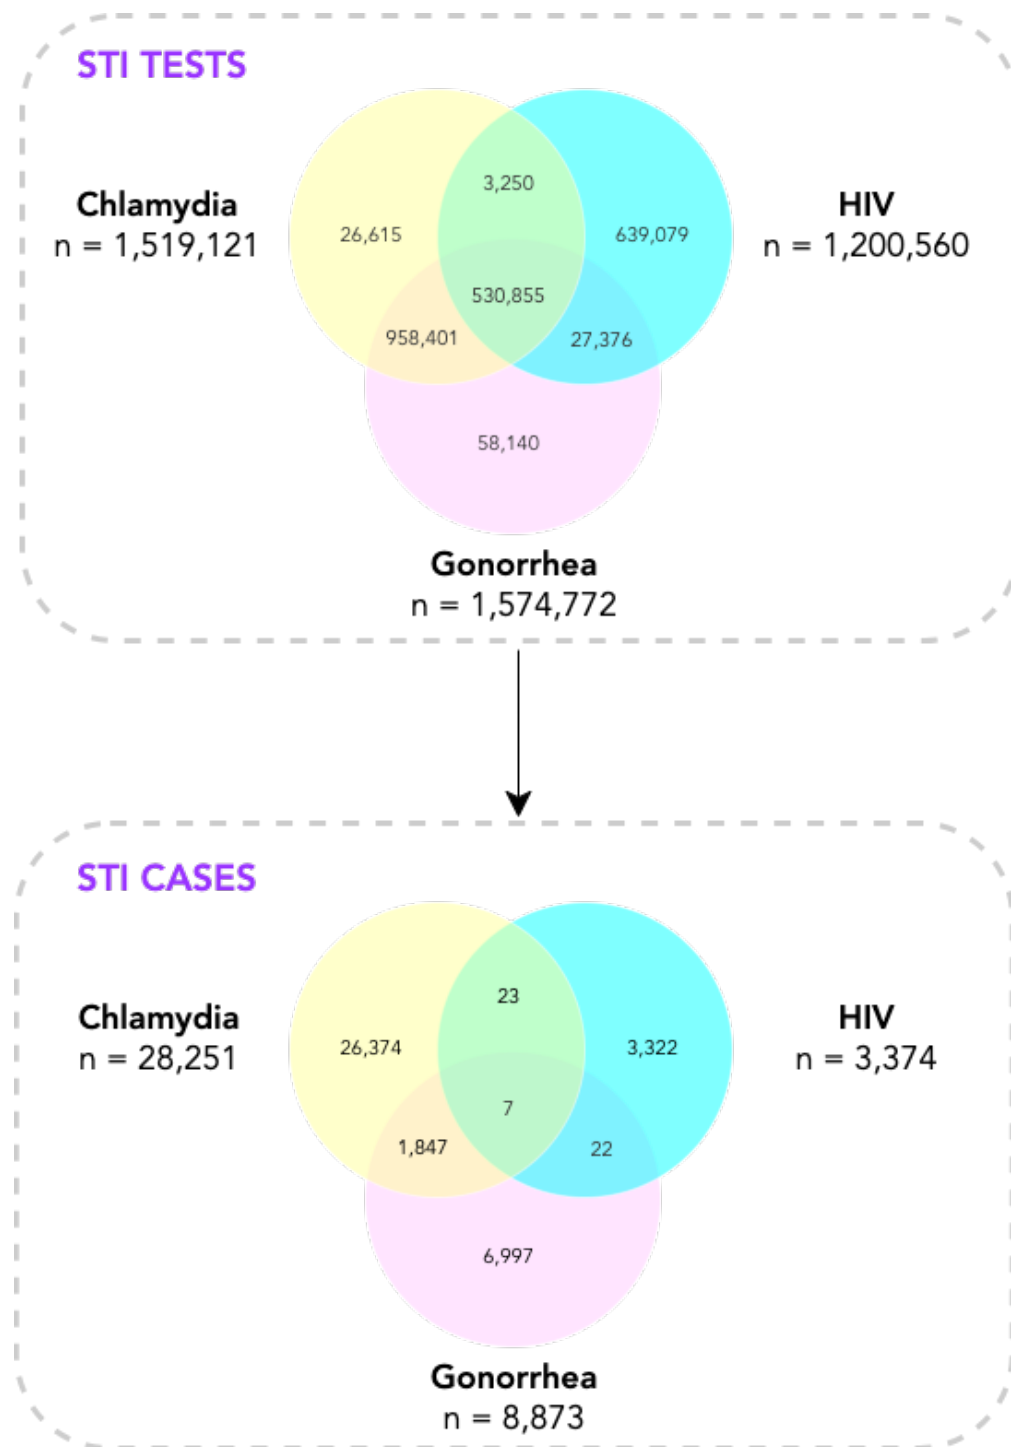 STI TESTS
3,250
Chlamydia
n = 1,519,121
26,615
639,079
HIV
n = 1,200,560
530,855
958,401
27,376
58,140
Gonorrhea
n = 1,574,772
STI CASES
23
Chlamydia
n = 28,251
26,374
3,322
HIV
n = 3,374
7
1,847
22
6,997
Gonorrhea
n = 8,873